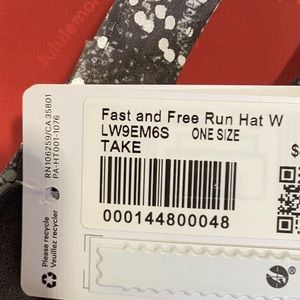 lululemon
Fast and Free Run Hat W
LW9EM6S ONE SIZE
TAKE
$
000144800048
RN106259/CA 35801
PA-HT001-1076
Please recycle
Veuillez recycler